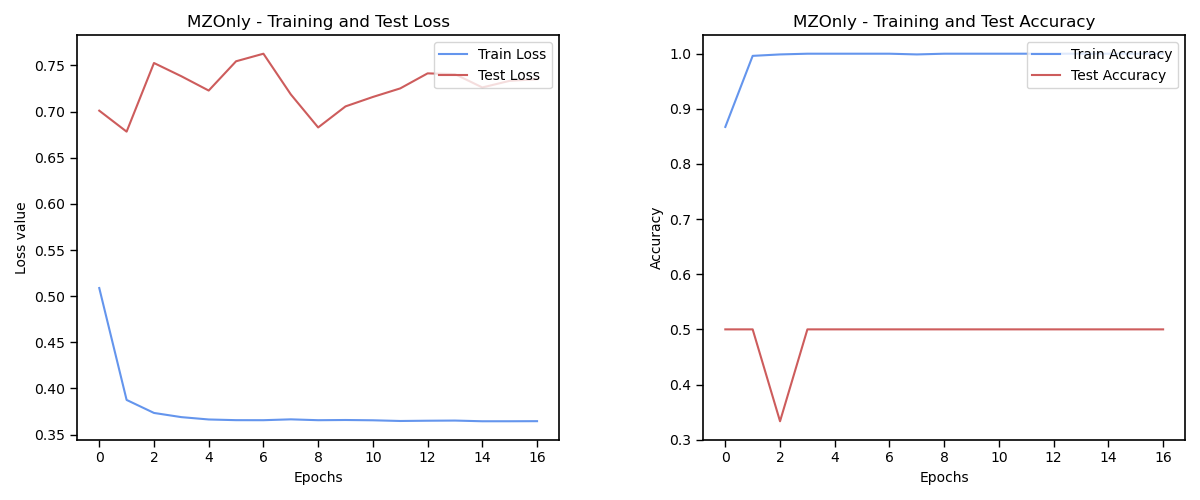 MZOnly - Training and Test Loss
Train Loss
Test Loss
0.75
0.70
0.65
0.60
0.55
0.50
0.45
0.40
0.35
Loss value
0 2 4 6 8 10 12 14 16
Epochs
MZOnly - Training and Test Accuracy
Train Accuracy
Test Accuracy
1.0
0.9
0.8
0.7
0.6
0.5
0.4
0.3
Accuracy
0 2 4 6 8 10 12 14 16
Epochs